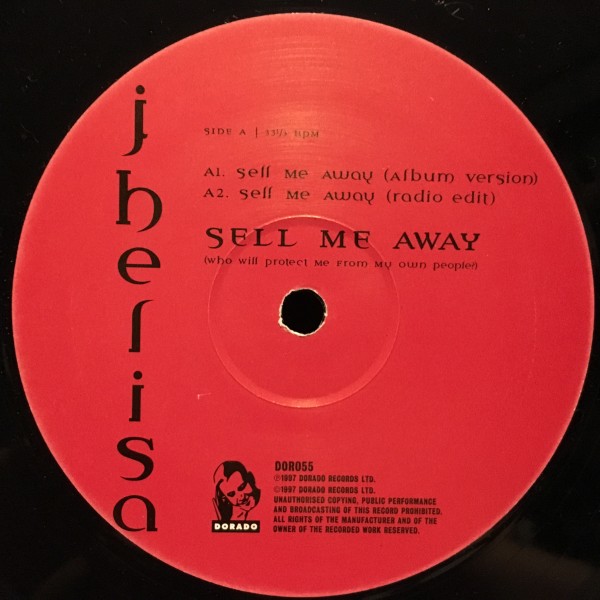 jhelisa
SIDE A | 33⅓ RPM
A1. Sell Me Away (Album Version)
A2. Sell Me Away (radio edit)
SELL ME AWAY
(who will protect me from my own people?)
DORADO
DORO55
℗1997 DORADO RECORDS LTD.
©1997 DORADO RECORDS LTD.
UNAUTHORISED COPYING, PUBLIC PERFORMANCE
AND BROADCASTING OF THIS RECORD PROHIBITED.
ALL RIGHTS OF THE MANUFACTURER AND OF THE
OWNER OF THE RECORDED WORK RESERVED.